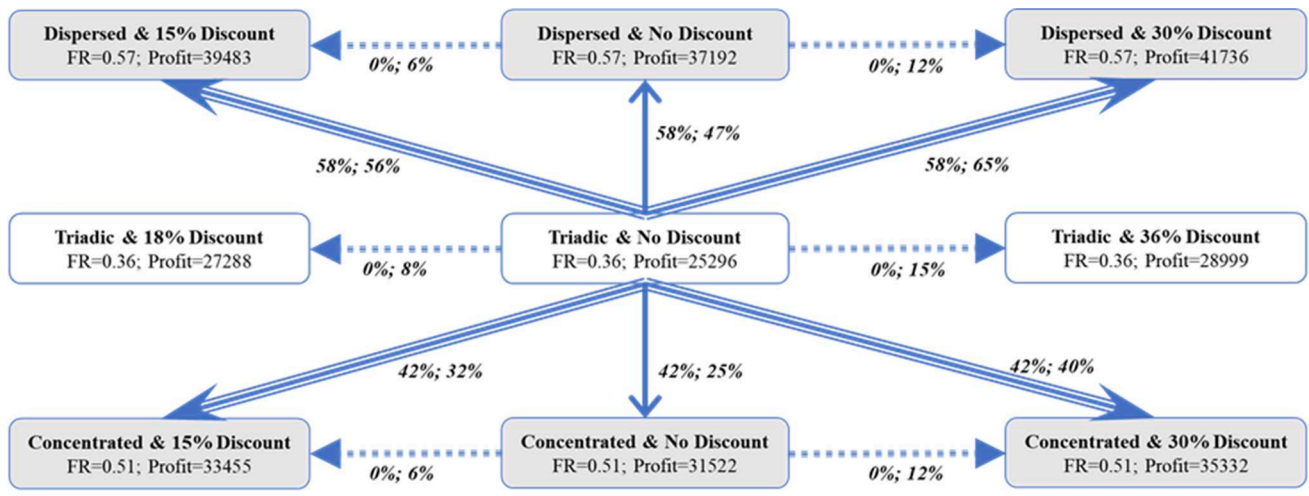 Dispersed & 15% Discount
FR=0.57; Profit=39483
Dispersed & No Discount
FR=0.57; Profit=37192
Dispersed & 30% Discount
FR=0.57; Profit=41736
0%; 6%
0%; 12%
58%; 56%
58%; 47%
58%; 65%
Triadic & 18% Discount
FR=0.36; Profit=27288
Triadic & No Discount
FR=0.36; Profit=25296
Triadic & 36% Discount
FR=0.36; Profit=28999
0%; 8%
0%; 15%
42%; 32%
42%; 25%
42%; 40%
Concentrated & 15% Discount
FR=0.51; Profit=33455
Concentrated & No Discount
FR=0.51; Profit=31522
Concentrated & 30% Discount
FR=0.51; Profit=35332
0%; 6%
0%; 12%